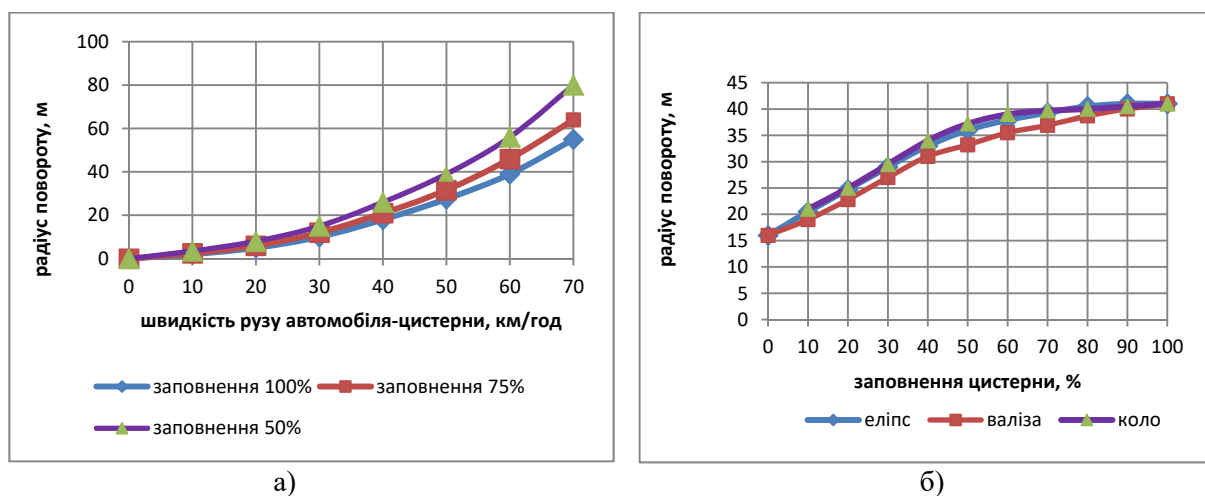 100
80
60
40
20
0
радіус повороту, м
0 10 20 30 40 50 60 70
швидкість рузу автомобіля-цистерни, км/год
заповнення 100% заповнення 75%
заповнення 50%
а)
45
40
35
30
25
20
15
10
5
0
радіус повороту, м
0 10 20 30 40 50 60 70 80 90 100
заповнення цистерни, %
еліпс валіза коло
б)